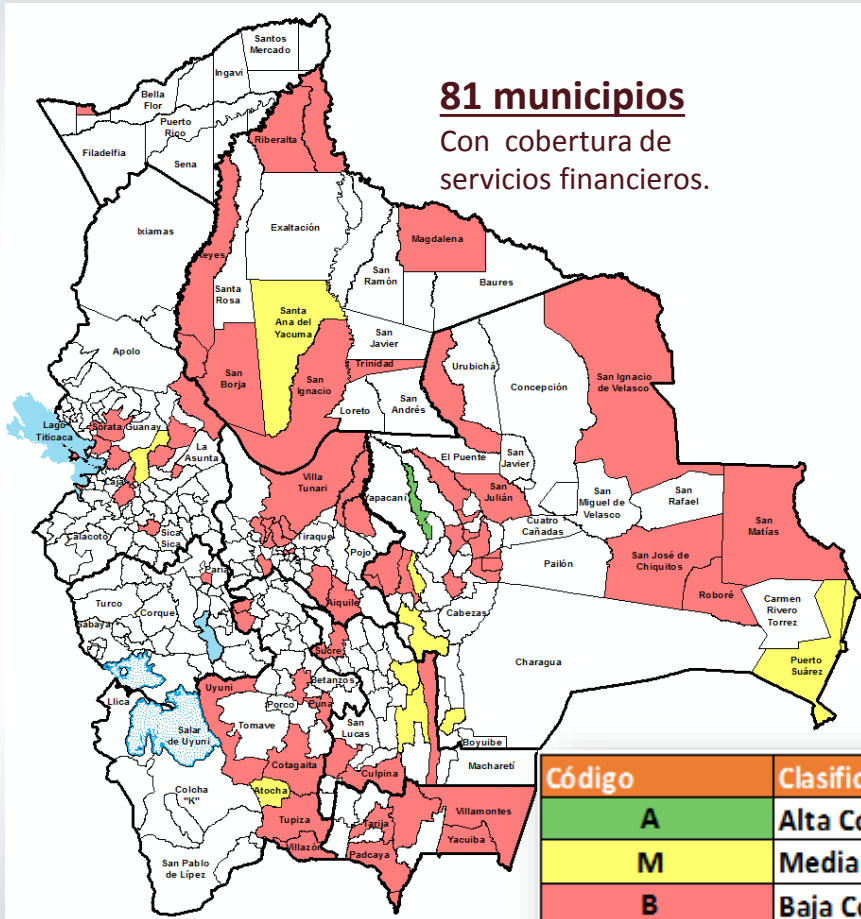 81 municipios
Con cobertura de
servicios financieros.
Santos
Mercado
Ingavi
Bella
Flor
Puerto
Rico
Filadelfia
Sena
Riberalta
Ixiamas
Exaltación
Magdalena
Reyes
San
Ramón
Baures
Santa
Rosa
Santa
Ana del
Yacuma
San
Javier
Apolo
San
Borja
San
Ignacio
Trinidad
Urubichá
Concepción
San Ignacio
de Velasco
Loreto
San
Andrés
Lago
Titicaca
Sorata
Guanay
La
Asunta
El Puente
San
Javier
Villa
Tunari
Yapacaní
San
Julián
San
Miguel de
Velasco
San
Rafael
Cuatro
Cañadas
San
Matías
Calacoto
Sica
Sica
Tiraque
Pojo
Pailón
San José de
Chiquitos
Roboré
Carmen
Rivero
Torrez
Paria
Turco
Corque
Aiquile
Cabezas
Sabaya
Sucre
Charagua
Puerto
Suárez
Llica
Uyuni
Betanzos
Porco
Puna
Salar
de Uyuni
Tomave
San
Lucas
Boyuibe
Cotagaita
Culpina
Macharetí
Colcha
"K"
Atocha
Tupiza
Tarija
Villamontes
Villazón
Padcaya
Yacuiba
San Pablo
de Lípez
Código
A Alta
M Media
B Baja